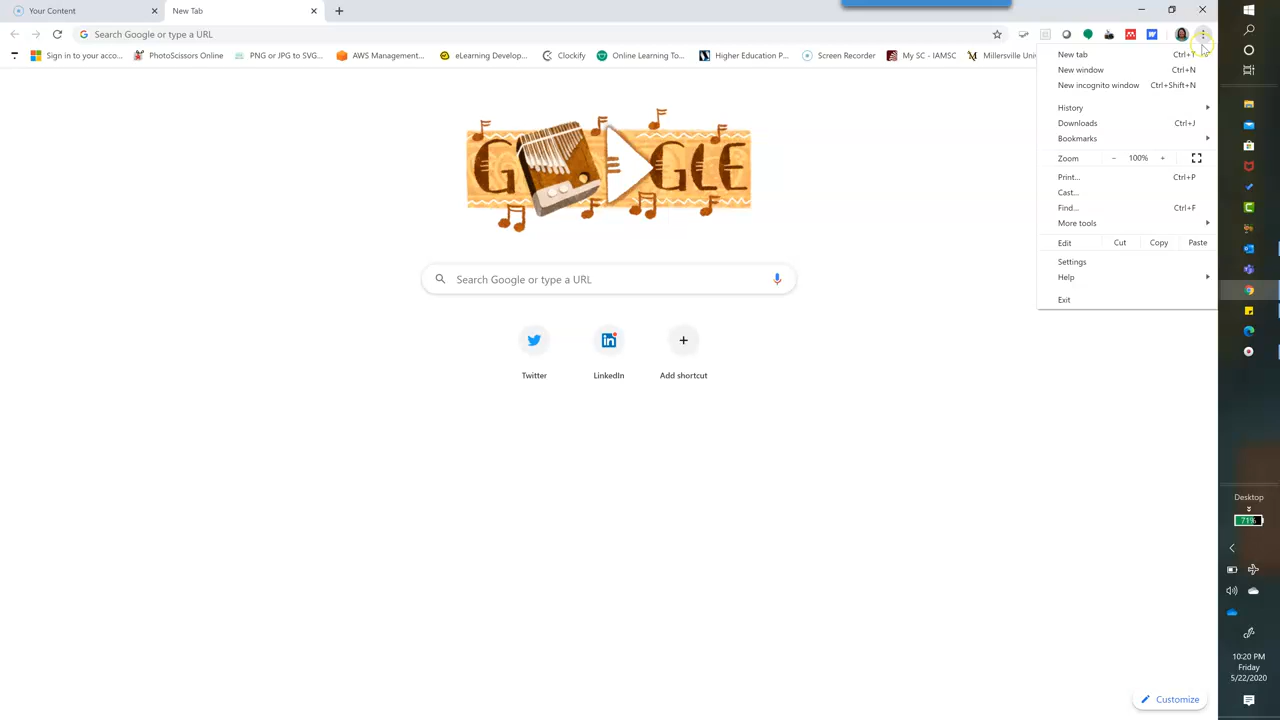 Your Content
New Tab
Search Google or type a URL
Sign in to your acco...
PhotoScissors Online
PNG or JPG to SVG...
AWS Management...
eLearning Develop...
Clockify
Online Learning To...
Higher Education P...
Screen Recorder
My SC - IAMSC
Millersville Uni
New tab Ctrl+T
New window Ctrl+N
New incognito window Ctrl+Shift+N
History
Downloads Ctrl+J
Bookmarks
Zoom - 100% +
Print... Ctrl+P
Cast...
Find... Ctrl+F
More tools
Edit Cut Copy Paste
Settings
Help
Exit
GOOGLE
Search Google or type a URL
Twitter
LinkedIn
Add shortcut
Customize
Desktop
71%
10:20 PM
Friday
5/22/2020